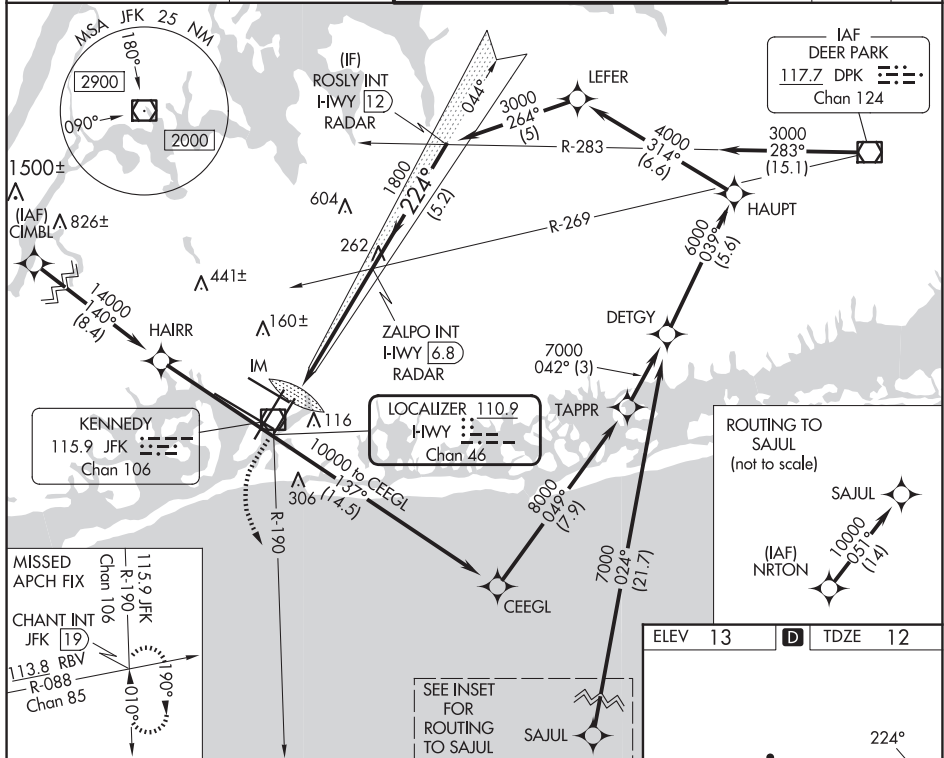 MSA JFK 25 NM
180°
2900
090°
2000
(IF)
ROSLY INT
I-IWY 12
RADAR
044°
3000
264°
(5)
LEFER
IAF
DEER PARK
117.7 DPK
Chan 124
R-283
4000
314°
(6.6)
3000
283°
(15.1)
1500±
(IAF)
CIMBL
826±
604
1800
224°
(5.2)
R-269
HAUPT
262
441±
6000
039°
(5.6)
14000
140°
(8.4)
HAIRR
160±
ZALPO INT
I-IWY 6.8
RADAR
DETGY
IM
7000
042° (3)
TAPPR
KENNEDY
115.9 JFK
Chan 106
116
LOCALIZER 110.9
I-IWY
Chan 46
ROUTING TO
SAJUL
(not to scale)
306
10000 to CEEGL
137°
(14.5)
8000
049°
(7.9)
SAJUL
R-190
10000
051°
(14)
(IAF)
NRTON
7000
024°
(21.7)
CEEGL
MISSED
APCH FIX
115.9 JFK
R-190
Chan 106
CHANT INT
JFK 19
113.8 RBV
R-088
Chan 85
190°
010°
SEE INSET
FOR
ROUTING
TO SAJUL
SAJUL
ELEV 13 D TDZE 12
224°